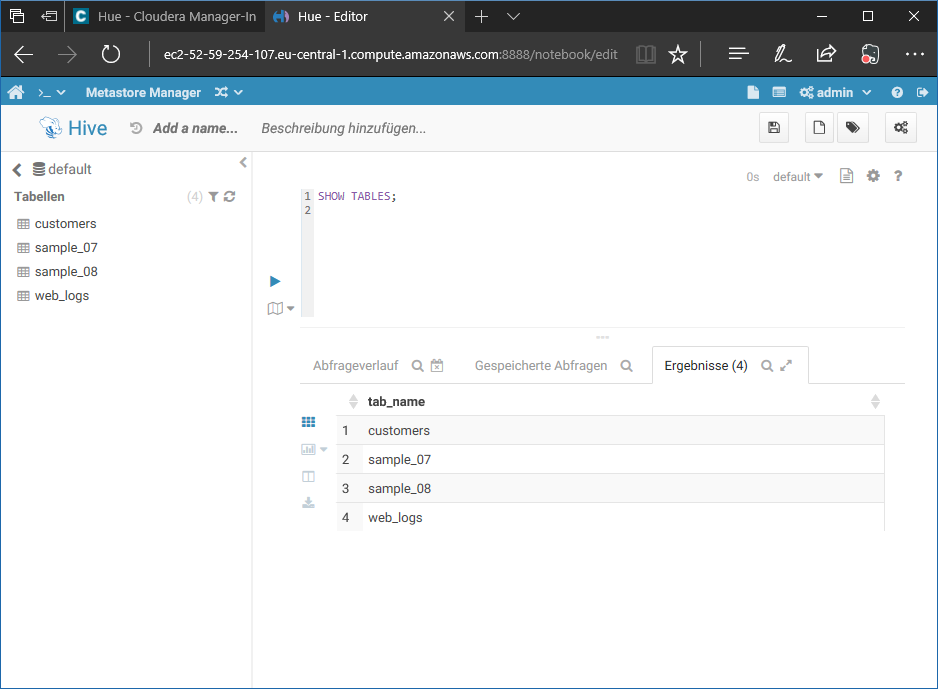 Hue - Cloudera Manager-In
Hue - Editor
ec2-52-59-254-107.eu-central-1.compute.amazonaws.com:8888/notebook/edit
Metastore Manager
admin
Hive
Add a name...
Beschreibung hinzufügen...
default
Tabellen
(4)
customers
sample_07
sample_08
web_logs
0s
default
1 SHOW TABLES;
2
Abfrageverlauf
Gespeicherte Abfragen
Ergebnisse (4)
tab_name
1 customers
2 sample_07
3 sample_08
4 web_logs